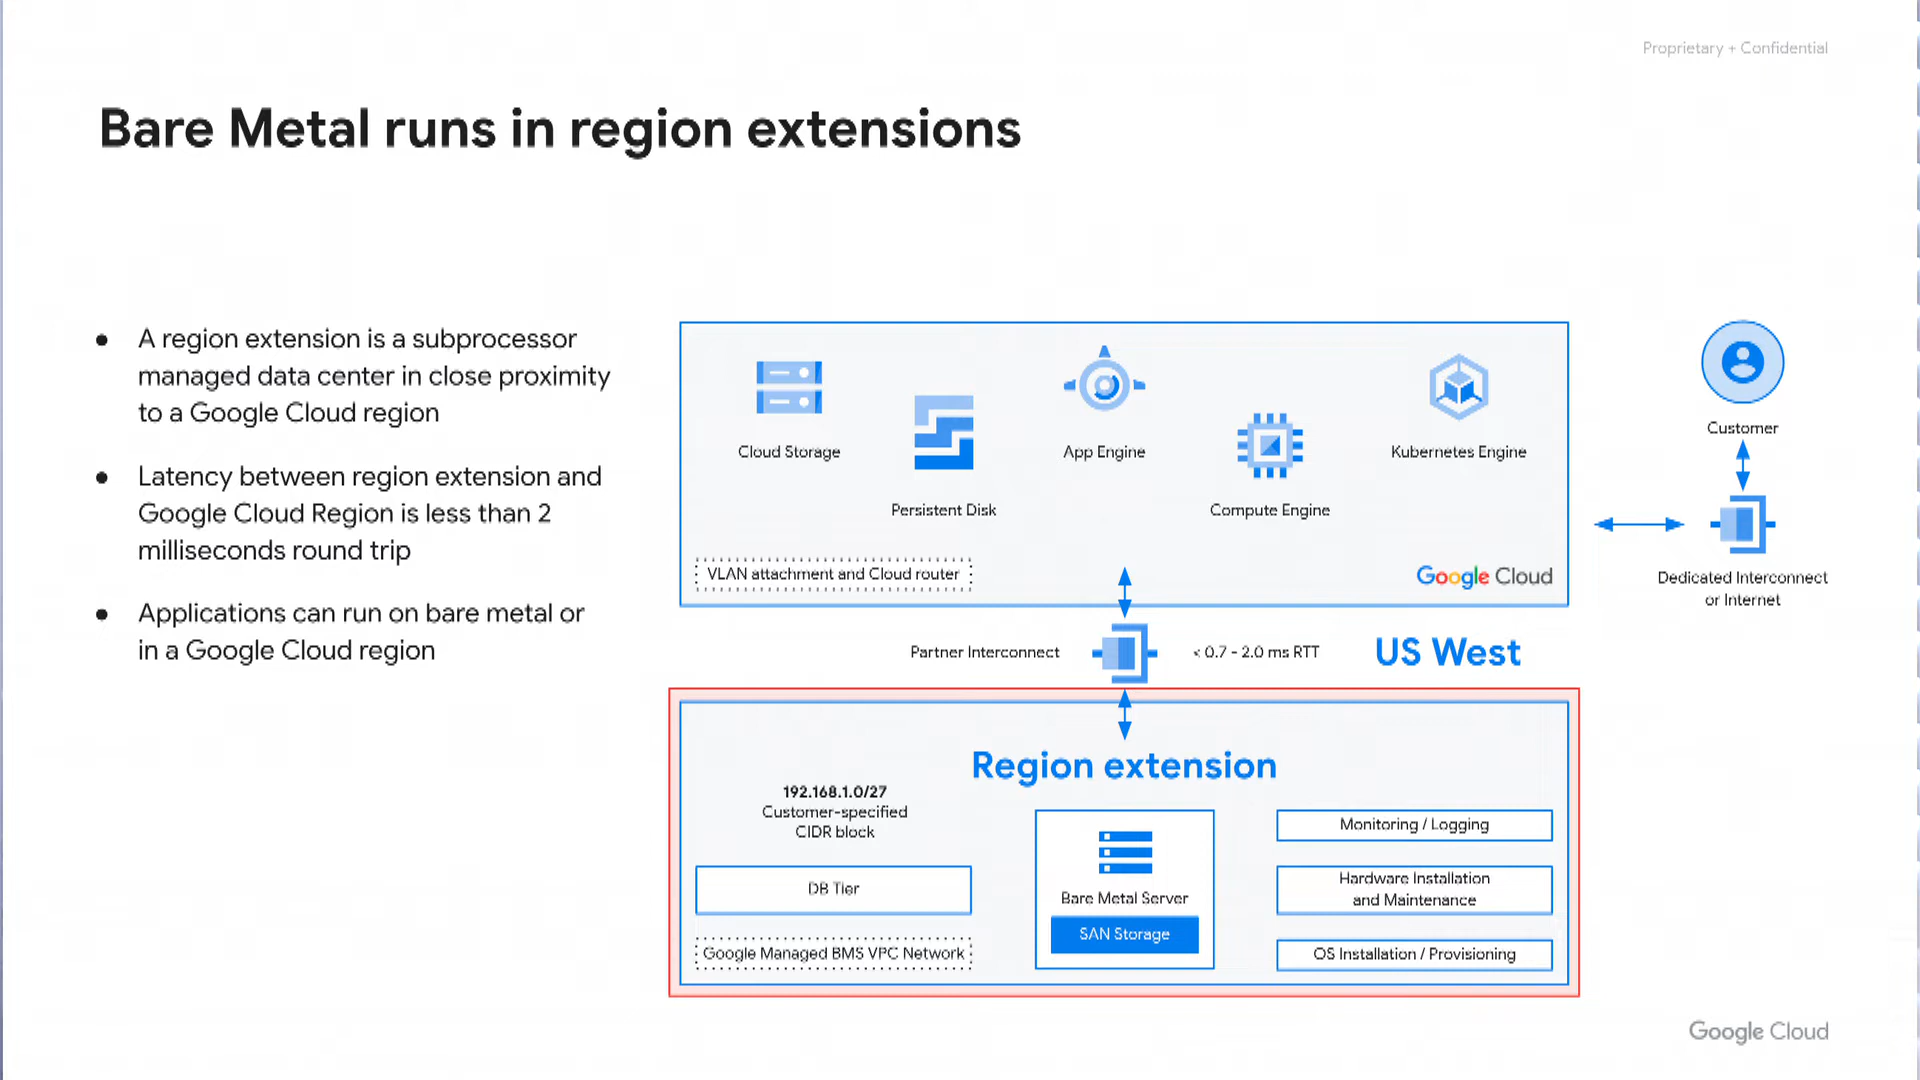 Proprietary + Confidential
Bare Metal runs in region extensions
● A region extension is a subprocessor
managed data center in close proximity
to a Google Cloud region
● Latency between region extension and
Google Cloud Region is less than 2
milliseconds round trip
● Applications can run on bare metal or
in a Google Cloud region
Cloud Storage
Persistent Disk
App Engine
Compute Engine
Kubernetes Engine
VLAN attachment and Cloud router
Google Cloud
Customer
Dedicated Interconnect
or Internet
Partner Interconnect
< 0.7 - 2.0 ms RTT
US West
Region extension
192.168.1.0/27
Customer-specified
CIDR block
DB Tier
Google Managed BMS VPC Network
Bare Metal Server
SAN Storage
Monitoring / Logging
Hardware Installation
and Maintenance
OS Installation / Provisioning
Google Cloud